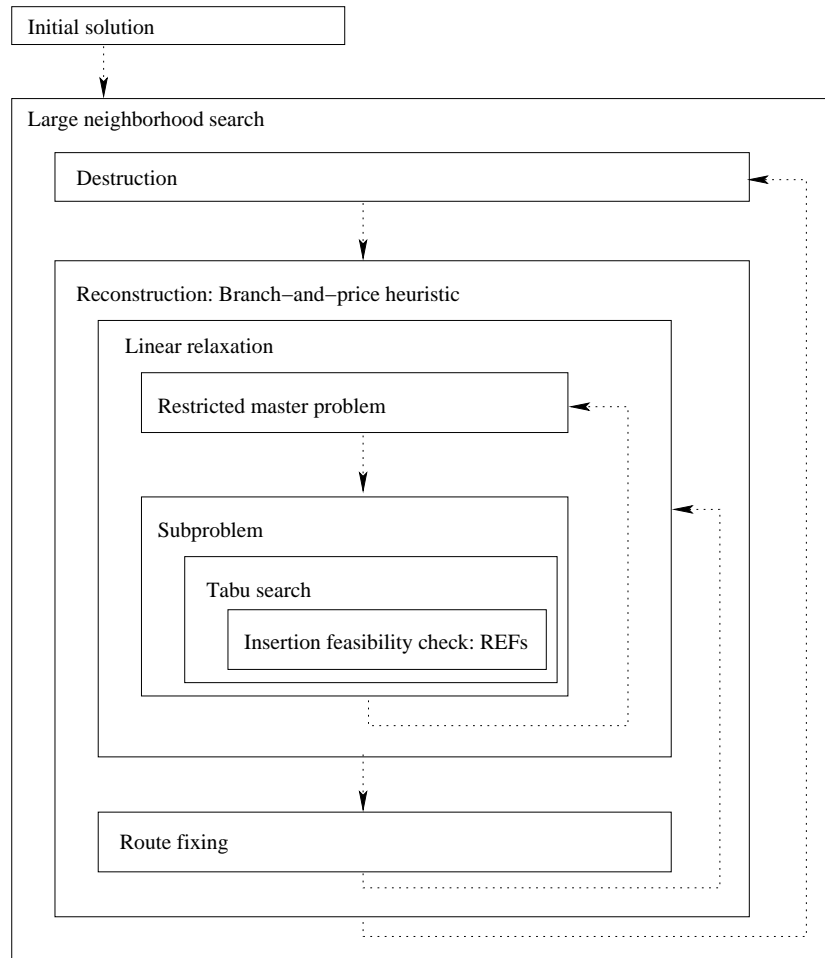 Initial solution
Large neighborhood search
Destruction
Reconstruction: Branch−and−price heuristic
Linear relaxation
Restricted master problem
Subproblem
Tabu search
Insertion feasibility check: REFs
Route fixing